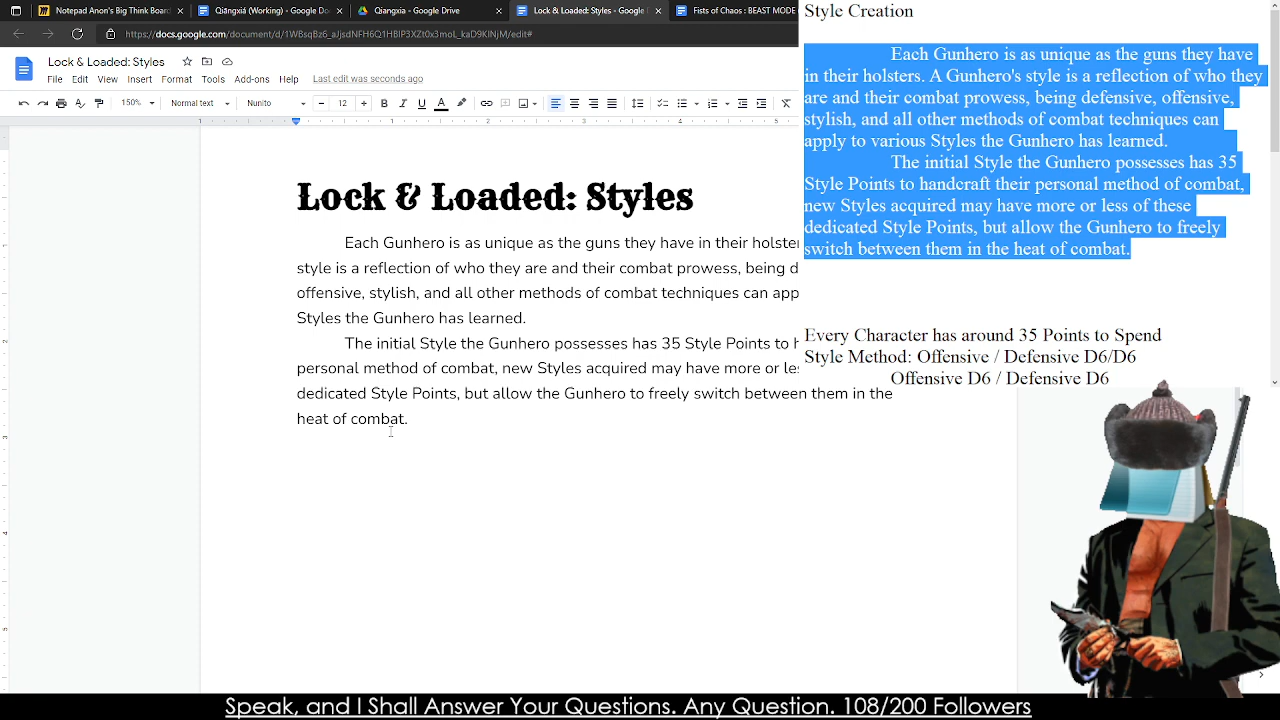 Notepad Anon's Big Think Board
Qiāngxiá (Working) - Google Do
Qiangxia - Google Drive
Lock & Loaded: Styles - Google
Fists of Chaos: BEAST MODE
https://docs.google.com/document/d/1WBsqBz6_aJjsdNFH6Q1HBIP3XZt0x3moL_kaD9KINjM/edit#
Lock & Loaded: Styles
File Edit View Insert Format Tools Add-ons Help Last edit was seconds ago
150% Normal text Nunito 12 B I U A
Lock & Loaded: Styles
Each Gunhero is as unique as the guns they have in their holster
style is a reflection of who they are and their combat prowess, being d
offensive, stylish, and all other methods of combat techniques can app
Styles the Gunhero has learned.
The initial Style the Gunhero possesses has 35 Style Points to h
personal method of combat, new Styles acquired may have more or les
dedicated Style Points, but allow the Gunhero to freely switch between them in the
heat of combat.
Style Creation
Each Gunhero is as unique as the guns they have
in their holsters. A Gunhero's style is a reflection of who they
are and their combat prowess, being defensive, offensive,
stylish, and all other methods of combat techniques can
apply to various Styles the Gunhero has learned.
The initial Style the Gunhero possesses has 35
Style Points to handcraft their personal method of combat,
new Styles acquired may have more or less of these
dedicated Style Points, but allow the Gunhero to freely
switch between them in the heat of combat.
Every Character has around 35 Points to Spend
Style Method: Offensive / Defensive D6/D6
Offensive D6 / Defensive D6
Speak, and I Shall Answer Your Questions. Any Question. 108/200 Followers